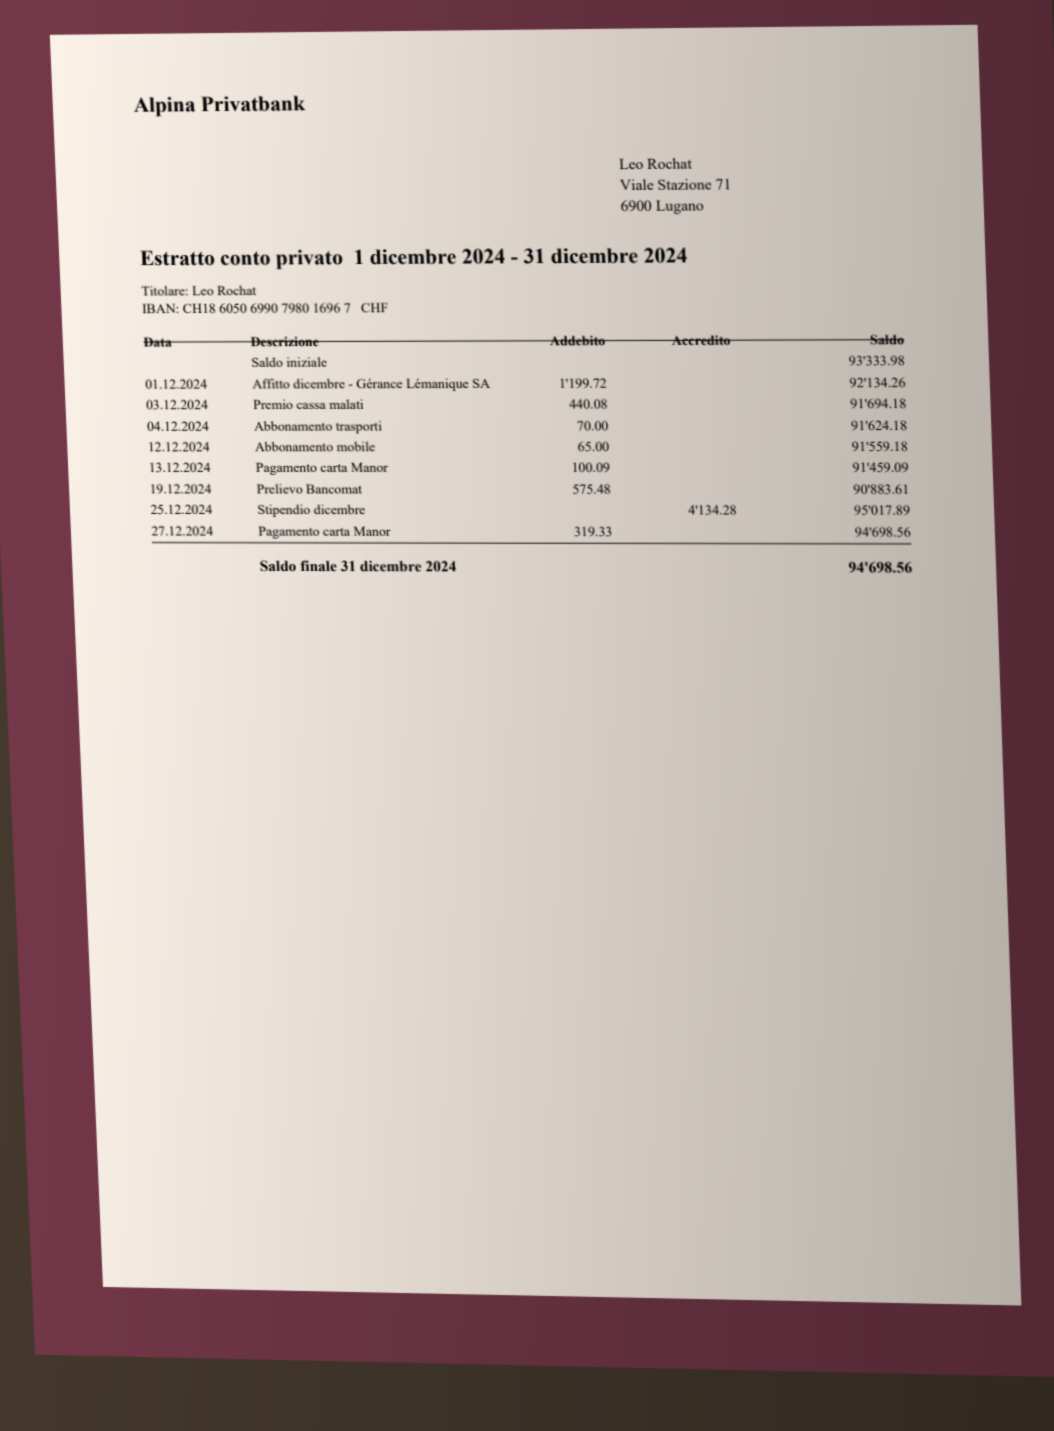 Alpina Privatbank
Leo Rochat
Viale Stazione 71
6900 Lugano
Estratto conto privato 1 dicembre 2024 - 31 dicembre 2024
Titolare: Leo Rochat
IBAN: CH18 6050 6990 7980 1696 7 CHF
Data Descrizione Addebito Accredito Saldo
Saldo iniziale 93'333.98
01.12.2024 Affitto dicembre - Gérance Lémanique SA 1'199.72 92'134.26
03.12.2024 Premio cassa malati 440.08 91'694.18
04.12.2024 Abbonamento trasporti 70.00 91'624.18
12.12.2024 Abbonamento mobile 65.00 91'559.18
13.12.2024 Pagamento carta Manor 100.09 91'459.09
19.12.2024 Prelievo Bancomat 575.48 90'883.61
25.12.2024 Stipendio dicembre 4'134.28 95'017.89
27.12.2024 Pagamento carta Manor 319.33 94'698.56
Saldo finale 31 dicembre 2024 94'698.56